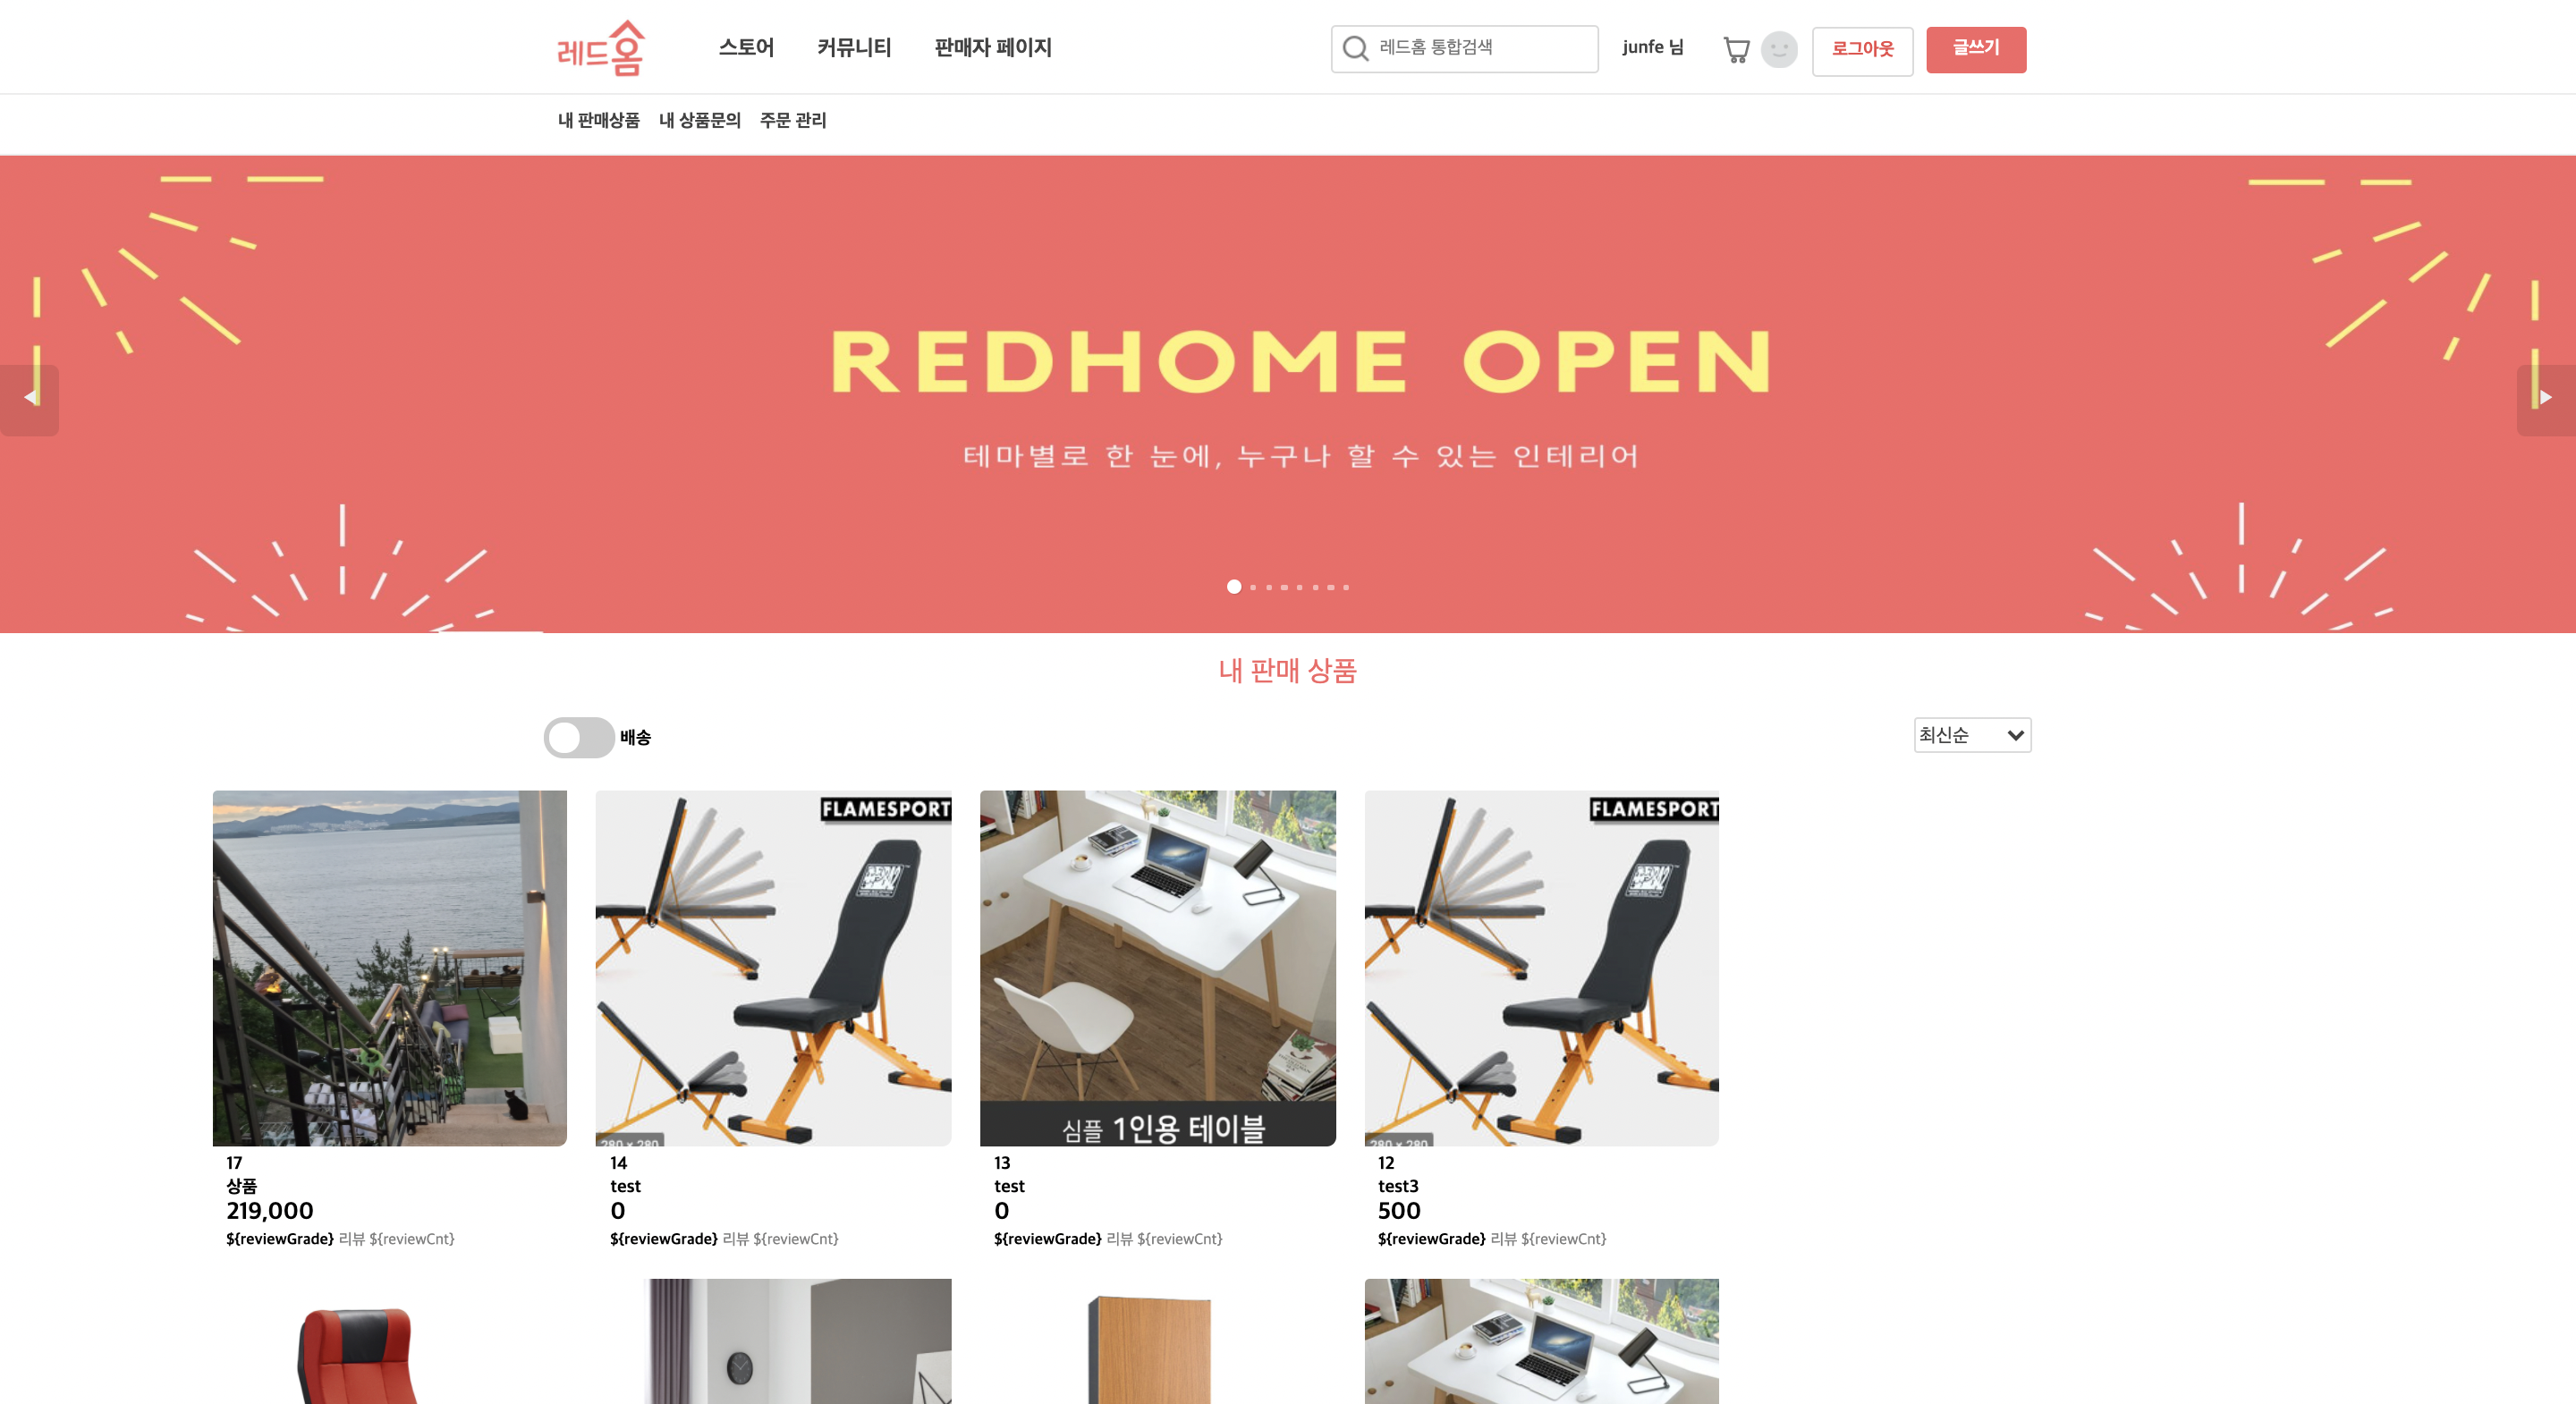 레드홈
스토어 커뮤니티 판매자 페이지
레드홈 통합검색
junfe 님
로그아웃
글쓰기
내 판매상품 내 상품문의 주문 관리
REDHOME OPEN
테마별로 한 눈에, 누구나 할 수 있는 인테리어
내 판매 상품
배송
최신순
17
상품
219,000
${reviewGrade} 리뷰 ${reviewCnt}
FLAMESPORT
280 × 280
14
test
0
${reviewGrade} 리뷰 ${reviewCnt}
심플 1인용 테이블
13
test
0
${reviewGrade} 리뷰 ${reviewCnt}
FLAMESPORT
280 × 280
12
test3
500
${reviewGrade} 리뷰 ${reviewCnt}